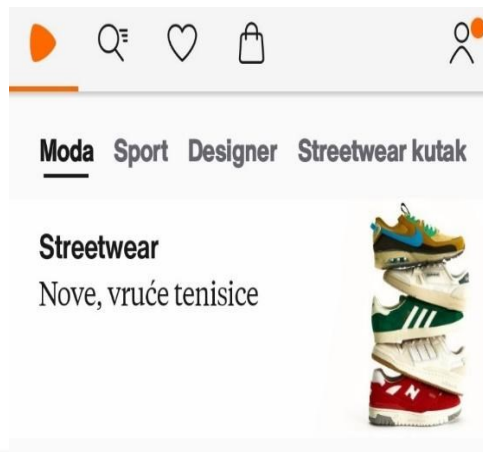 Moda Sport Designer Streetwear kutak
Streetwear
Nove, vruće tenisice